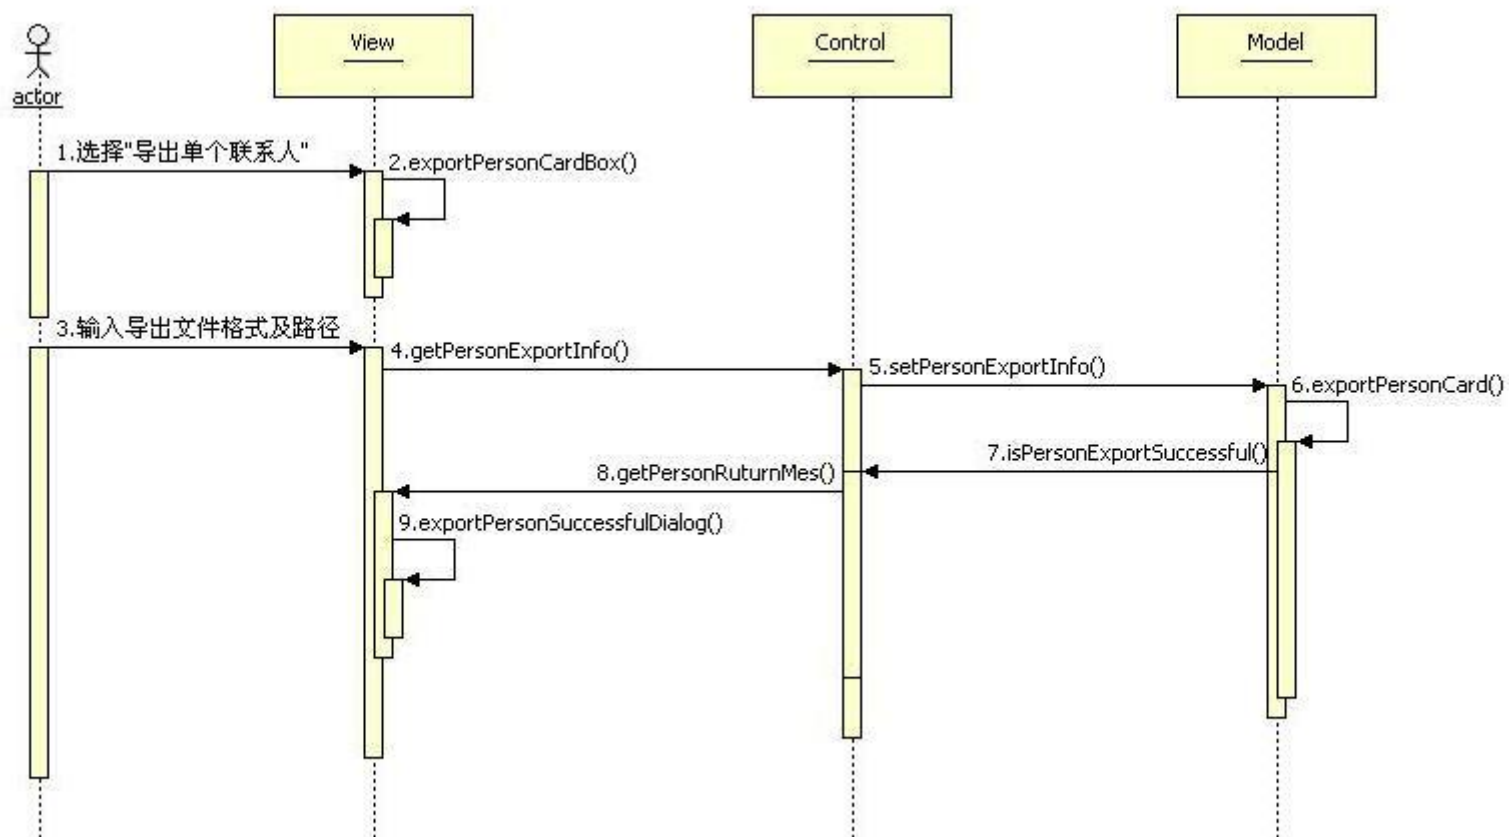 View
Control
Model
actor
1.选择"导出单个联系人"
2.exportPersonCardBox()
3.输入导出文件格式及路径
4.getPersonExportInfo()
5.setPersonExportInfo()
6.exportPersonCard()
7.isPersonExportSuccessful()
8.getPersonRuturnMes()
9.exportPersonSuccessfulDialog()